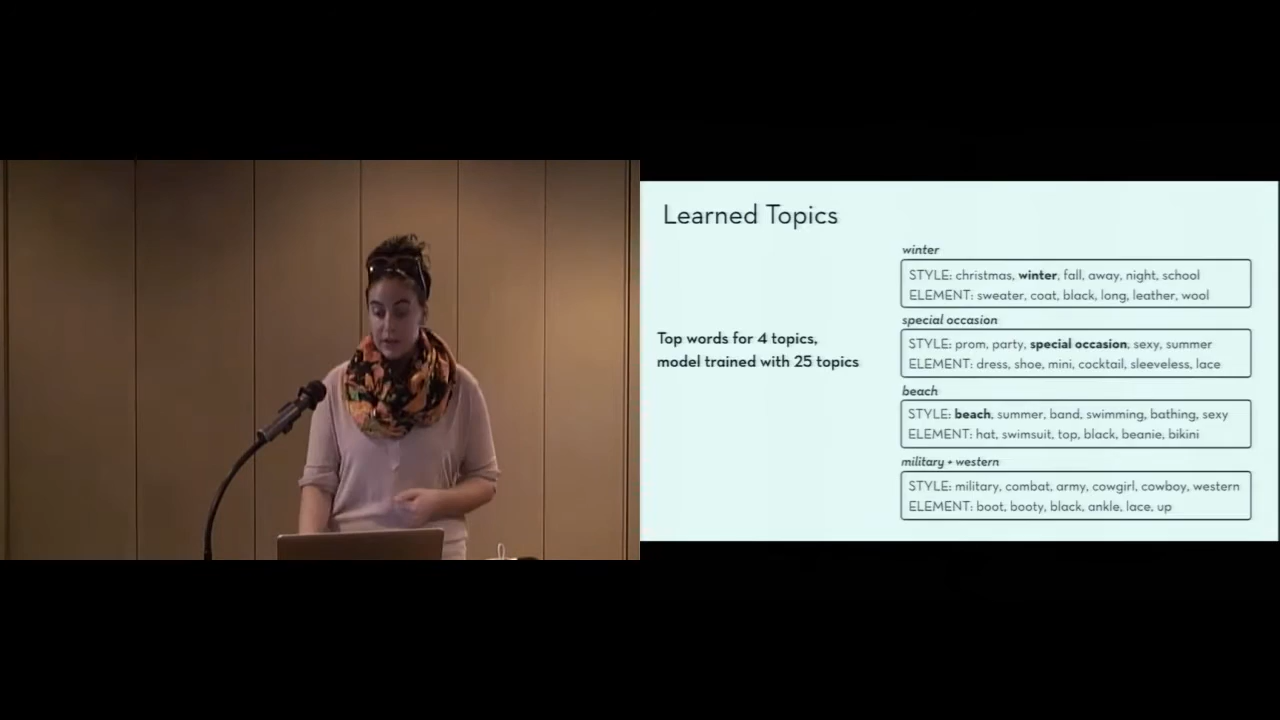 Learned Topics
Top words for 4 topics,
model trained with 25 topics
winter
STYLE: christmas, winter, fall, away, night, school
ELEMENT: sweater, coat, black, long, leather, wool
special occasion
STYLE: prom, party, special occasion, sexy, summer
ELEMENT: dress, shoe, mini, cocktail, sleeveless, lace
beach
STYLE: beach, summer, band, swimming, bathing, sexy
ELEMENT: hat, swimsuit, top, black, beanie, bikini
military + western
STYLE: military, combat, army, cowgirl, cowboy, western
ELEMENT: boot, booty, black, ankle, lace, up